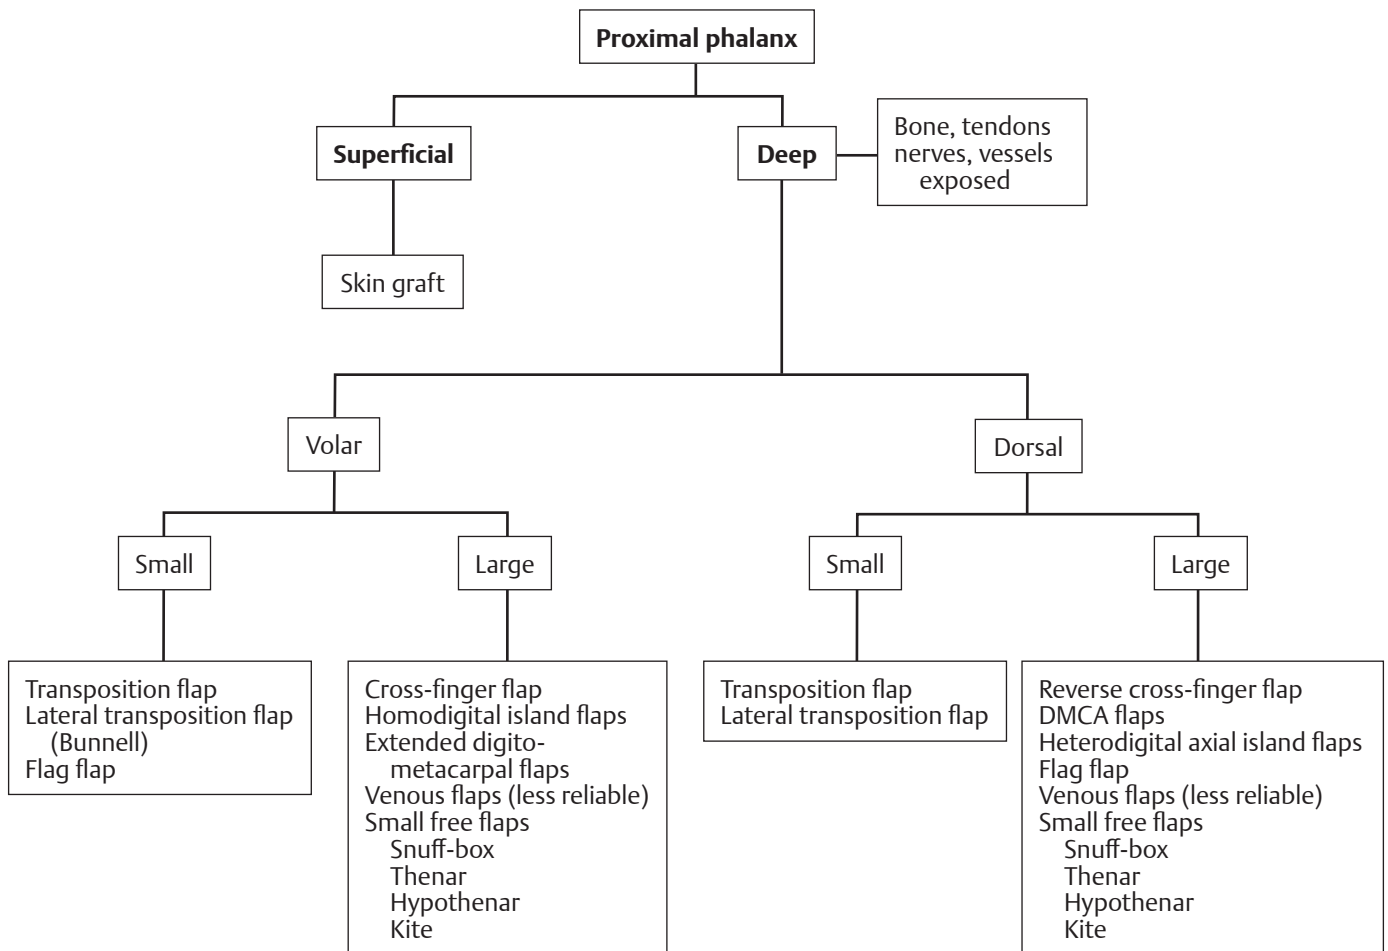 Proximal phalanx
Superficial
Deep
Bone, tendons
nerves, vessels
exposed
Skin graft
Volar
Dorsal
Small
Large
Small
Large
Transposition flap
Lateral transposition flap
(Bunnell)
Flag flap
Cross-finger flap
Homodigital island flaps
Extended digito-
metacarpal flaps
Venous flaps (less reliable)
Small free flaps
Snuff-box
Thenar
Hypothenar
Kite
Transposition flap
Lateral transposition flap
Reverse cross-finger flap
DMCA flaps
Heterodigital axial island flaps
Flag flap
Venous flaps (less reliable)
Small free flaps
Snuff-box
Thenar
Hypothenar
Kite